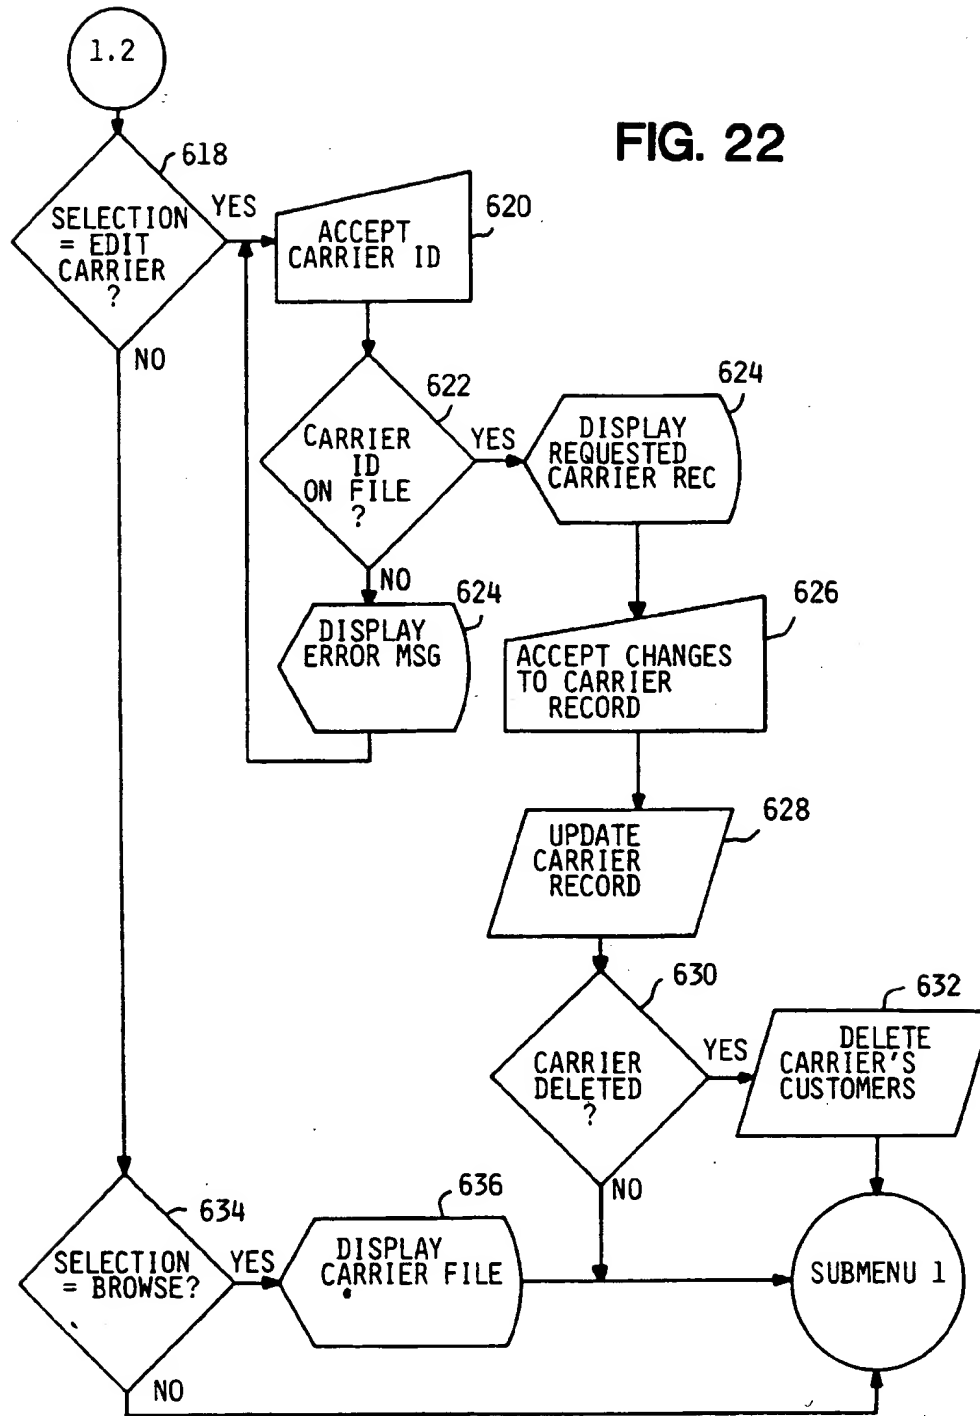 1.2
FIG. 22
618
SELECTION
= EDIT
CARRIER
?
YES
NO
620
ACCEPT
CARRIER ID
622
CARRIER
ID
ON FILE
?
YES
NO
624
DISPLAY
REQUESTED
CARRIER REC
624
DISPLAY
ERROR MSG
626
ACCEPT CHANGES
TO CARRIER
RECORD
628
UPDATE
CARRIER
RECORD
630
CARRIER
DELETED
?
YES
NO
632
DELETE
CARRIER'S
CUSTOMERS
634
SELECTION
= BROWSE?
YES
NO
636
DISPLAY
CARRIER FILE
SUBMENU 1